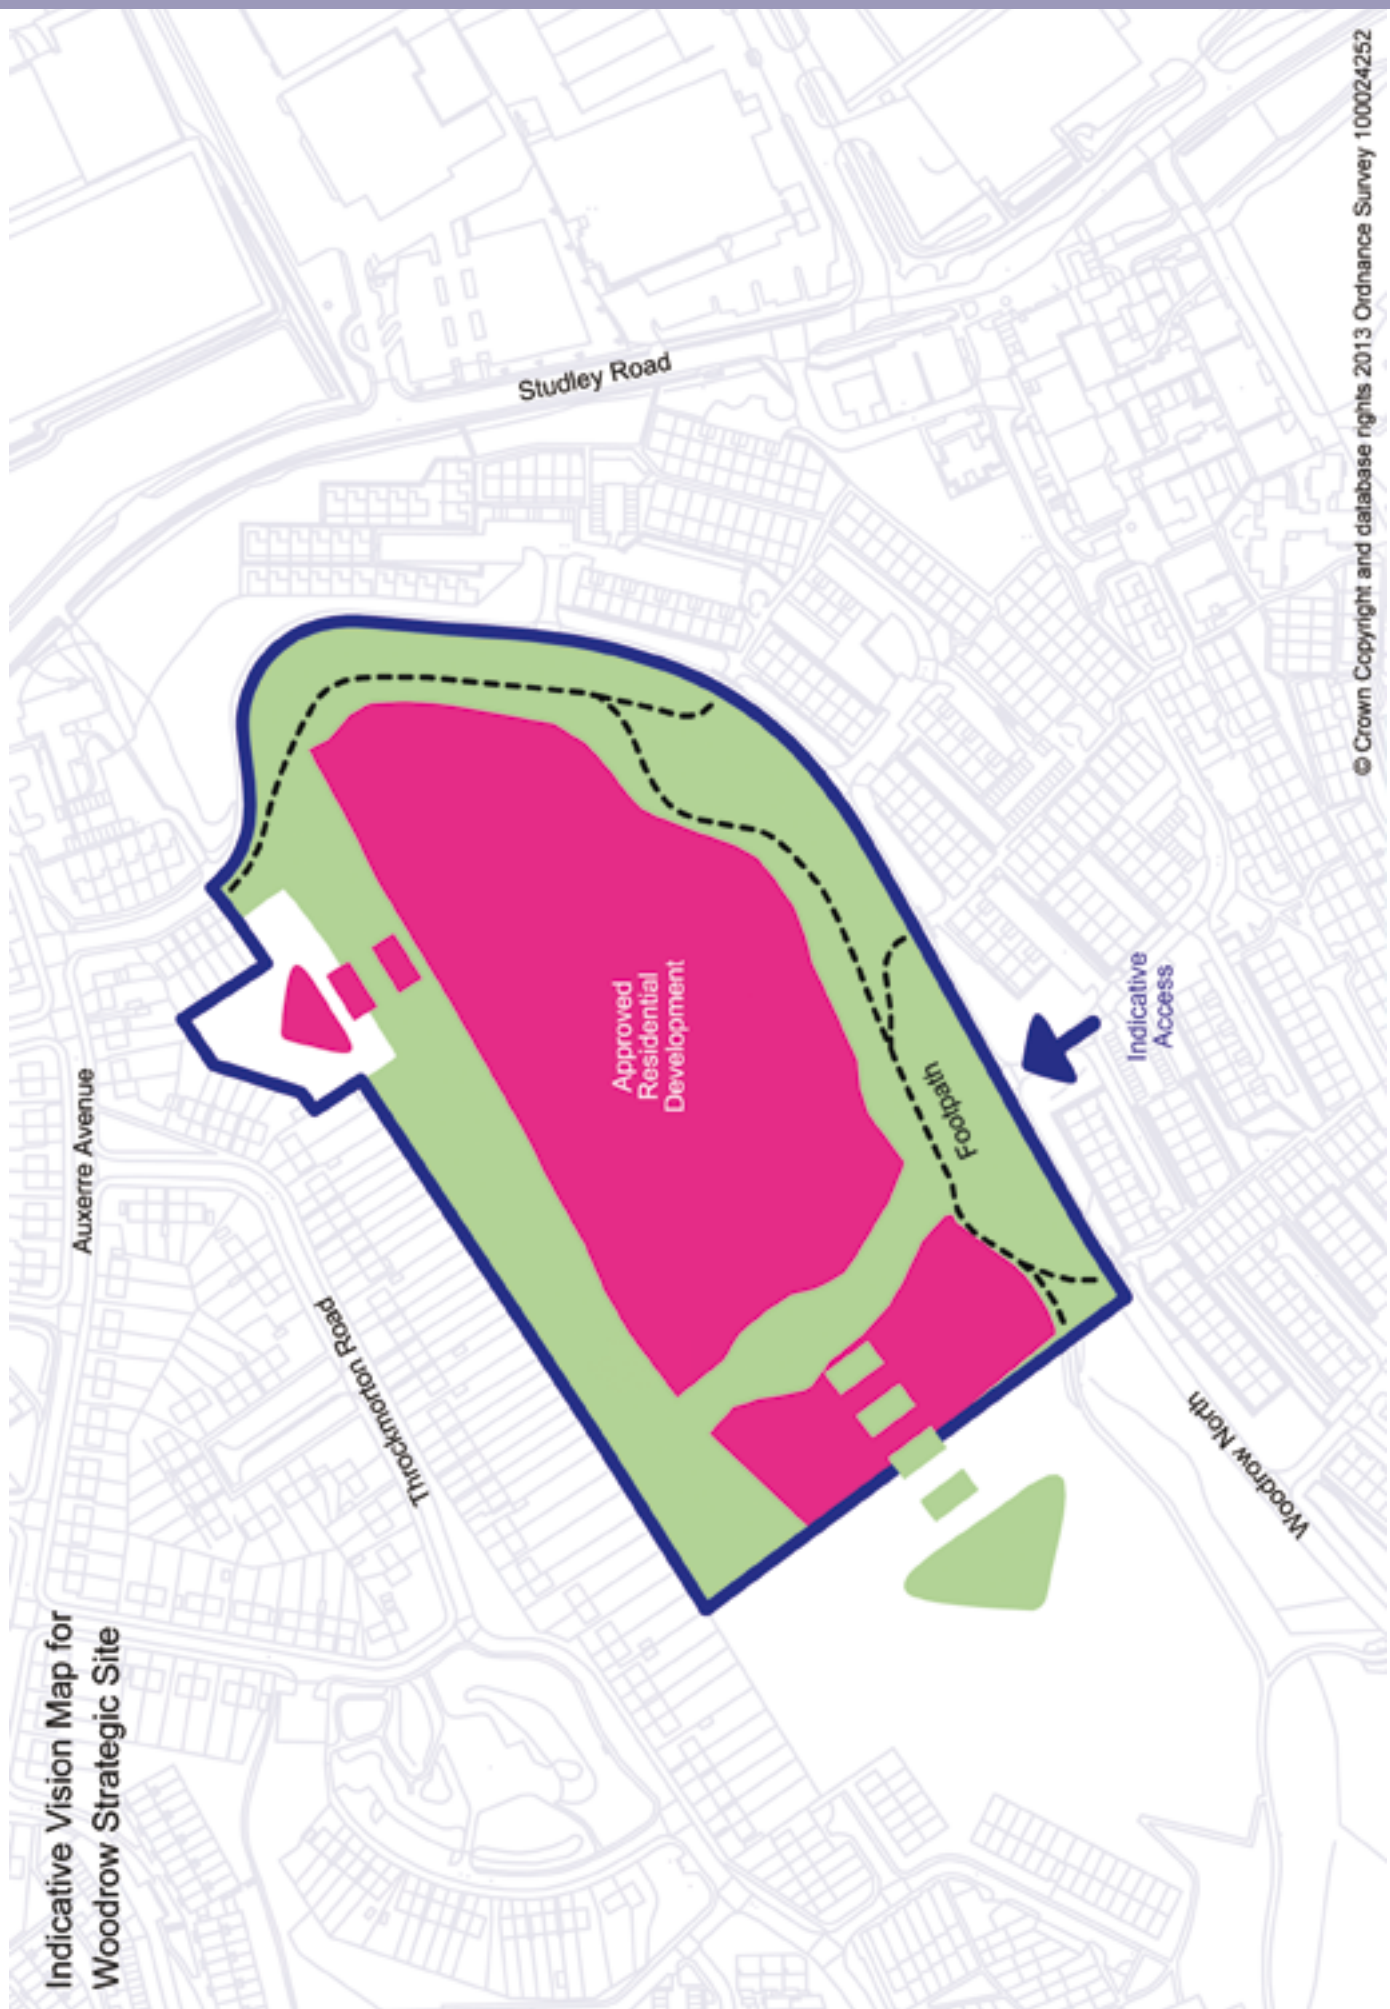 Indicative Vision Map for
Woodrow Strategic Site
Auxerre Avenue
Throckmorton Road
Studley Road
Approved
Residential
Development
Footpath
Indicative
Access
Woodrow North
© Crown Copyright and database rights 2013 Ordnance Survey 100024252